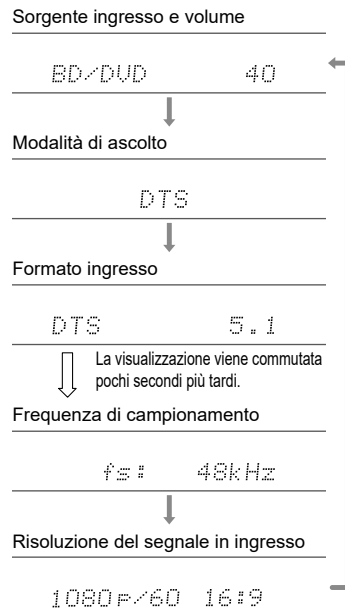 Sorgente ingresso e volume
BD/DVD 40
Modalità di ascolto
DTS
Formato ingresso
DTS 5.1
La visualizzazione viene commutata
pochi secondi più tardi.
Frequenza di campionamento
fs: 48kHz
Risoluzione del segnale in ingresso
1080p/60 16:9